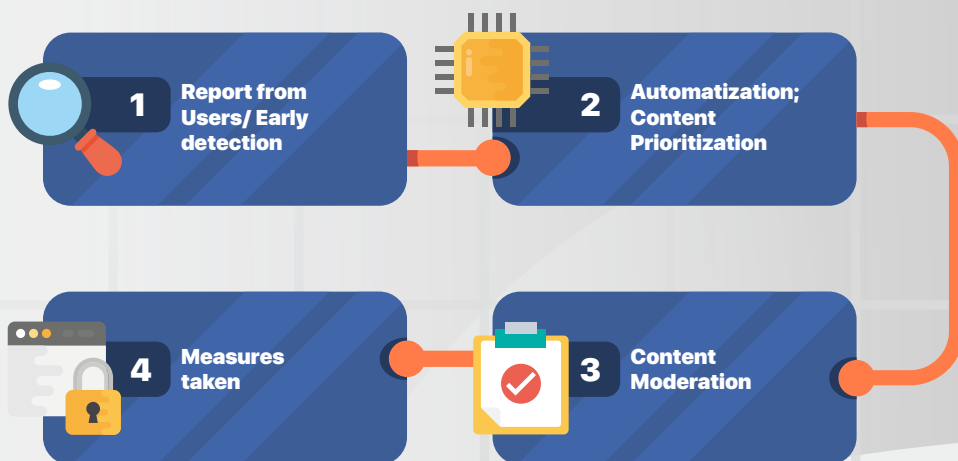 1
Report from
Users/ Early
detection
2
Automatization;
Content
Prioritization
3
Content
Moderation
4
Measures
taken